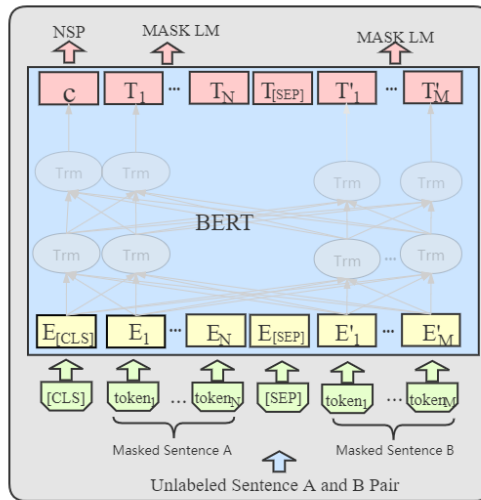 NSP MASK LM MASK LM
C T1 ... TN T[SEP] T'1 ... T'M
Trm Trm Trm Trm
BERT
Trm Trm Trm ... Trm
E[CLS] E1 ... EN E[SEP] E'1 ... E'M
[CLS] token1 ... tokenN [SEP] token1 ... tokenM
Masked Sentence A Masked Sentence B
Unlabeled Sentence A and B Pair